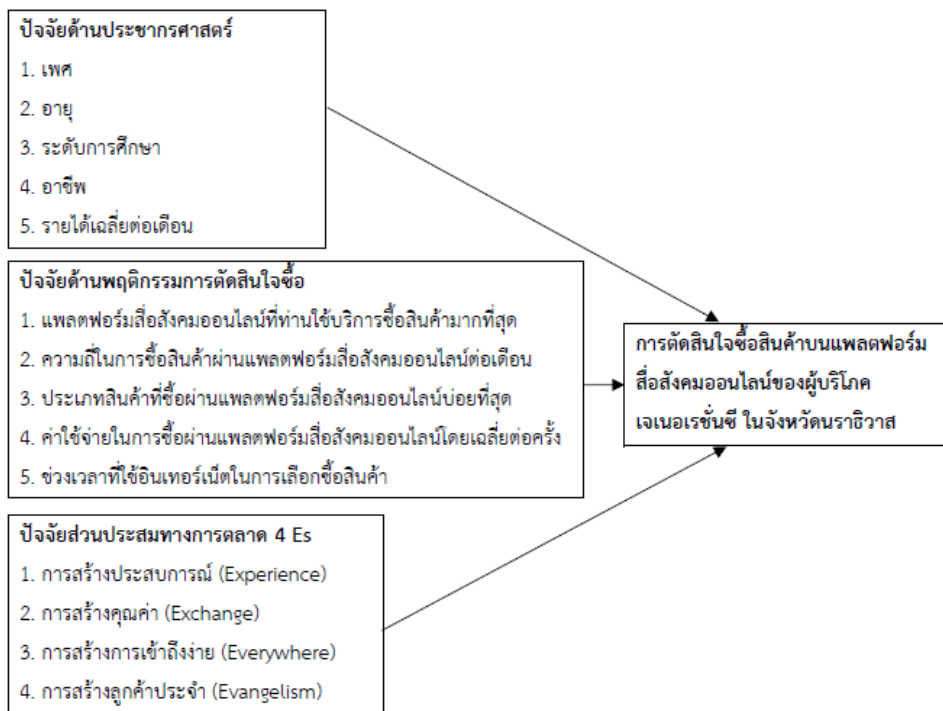 ปัจจัยด้านประชากรศาสตร์
1. เพศ
2. อายุ
3. ระดับการศึกษา
4. อาชีพ
5. รายได้เฉลี่ยต่อเดือน
ปัจจัยด้านพฤติกรรมการตัดสินใจซื้อ
1. แพลตฟอร์มสื่อสังคมออนไลน์ที่ท่านใช้บริการซื้อสินค้ามากที่สุด
2. ความถี่ในการซื้อสินค้าผ่านแพลตฟอร์มสื่อสังคมออนไลน์ต่อเดือน
3. ประเภทสินค้าที่ซื้อผ่านแพลตฟอร์มสื่อสังคมออนไลน์บ่อยที่สุด
4. ค่าใช้จ่ายในการซื้อผ่านแพลตฟอร์มสื่อสังคมออนไลน์โดยเฉลี่ยต่อครั้ง
5. ช่วงเวลาที่ใช้อินเทอร์เน็ตในการเลือกซื้อสินค้า
การตัดสินใจซื้อสินค้าบนแพลตฟอร์ม
สื่อสังคมออนไลน์ของผู้บริโภค
เจเนอเรชั่นซี ในจังหวัดนราธิวาส
ปัจจัยส่วนประสมทางการตลาด 4 Es
1. การสร้างประสบการณ์ (Experience)
2. การสร้างคุณค่า (Exchange)
3. การสร้างการเข้าถึงง่าย (Everywhere)
4. การสร้างลูกค้าประจำ (Evangelism)